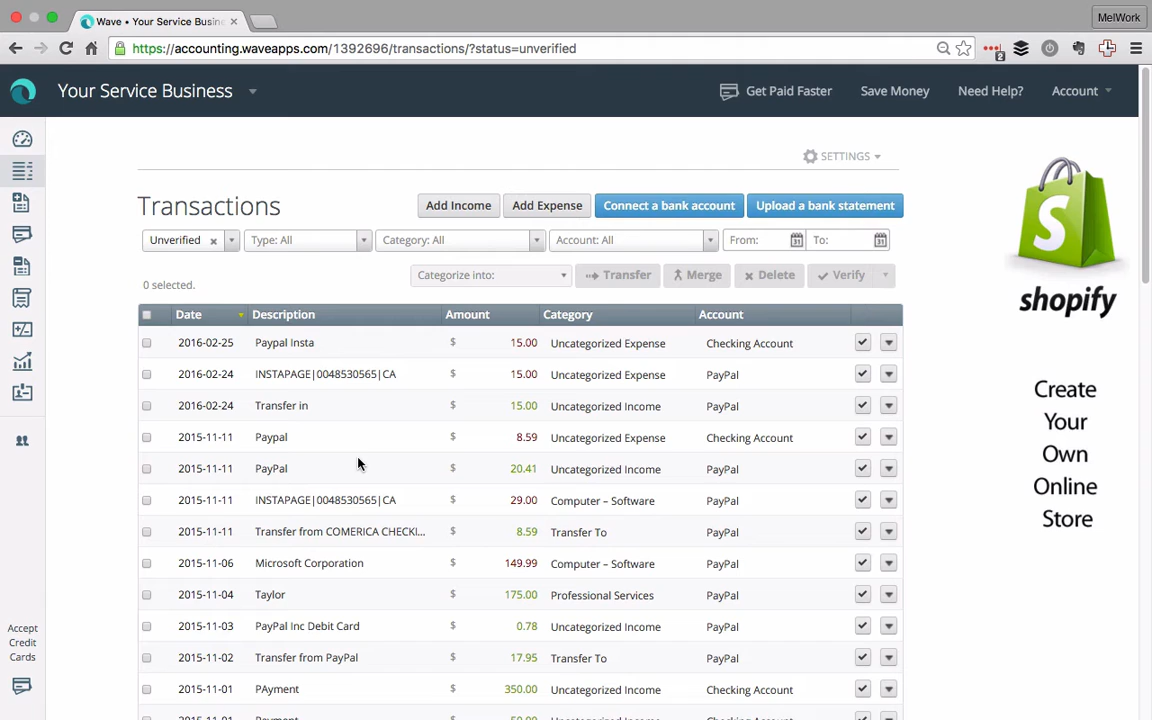 Wave • Your Service Busine
MelWork
https://accounting.waveapps.com/1392696/transactions/?status=unverified
2
Your Service Business
Get Paid Faster
Save Money
Need Help?
Account
SETTINGS
Transactions
Add Income
Add Expense
Connect a bank account
Upload a bank statement
Unverified
Type: All
Category: All
Account: All
From:
To:
0 selected.
Categorize into:
Transfer
Merge
Delete
Verify
Date Description Amount Category Account
2016-02-25 Paypal Insta $ 15.00 Uncategorized Expense Checking Account
2016-02-24 INSTAPAGE|0048530565|CA $ 15.00 Uncategorized Expense PayPal
2016-02-24 Transfer in $ 15.00 Uncategorized Income PayPal
2015-11-11 Paypal $ 8.59 Uncategorized Expense Checking Account
2015-11-11 PayPal $ 20.41 Uncategorized Income PayPal
2015-11-11 INSTAPAGE|0048530565|CA $ 29.00 Computer – Software PayPal
2015-11-11 Transfer from COMERICA CHECKI... $ 8.59 Transfer To PayPal
2015-11-06 Microsoft Corporation $ 149.99 Computer – Software PayPal
2015-11-04 Taylor $ 175.00 Professional Services PayPal
2015-11-03 PayPal Inc Debit Card $ 0.78 Uncategorized Income PayPal
2015-11-02 Transfer from PayPal $ 17.95 Transfer To PayPal
2015-11-01 PAyment $ 350.00 Uncategorized Income Checking Account
S
shopify
Create
Your
Own
Online
Store
Accept
Credit
Cards